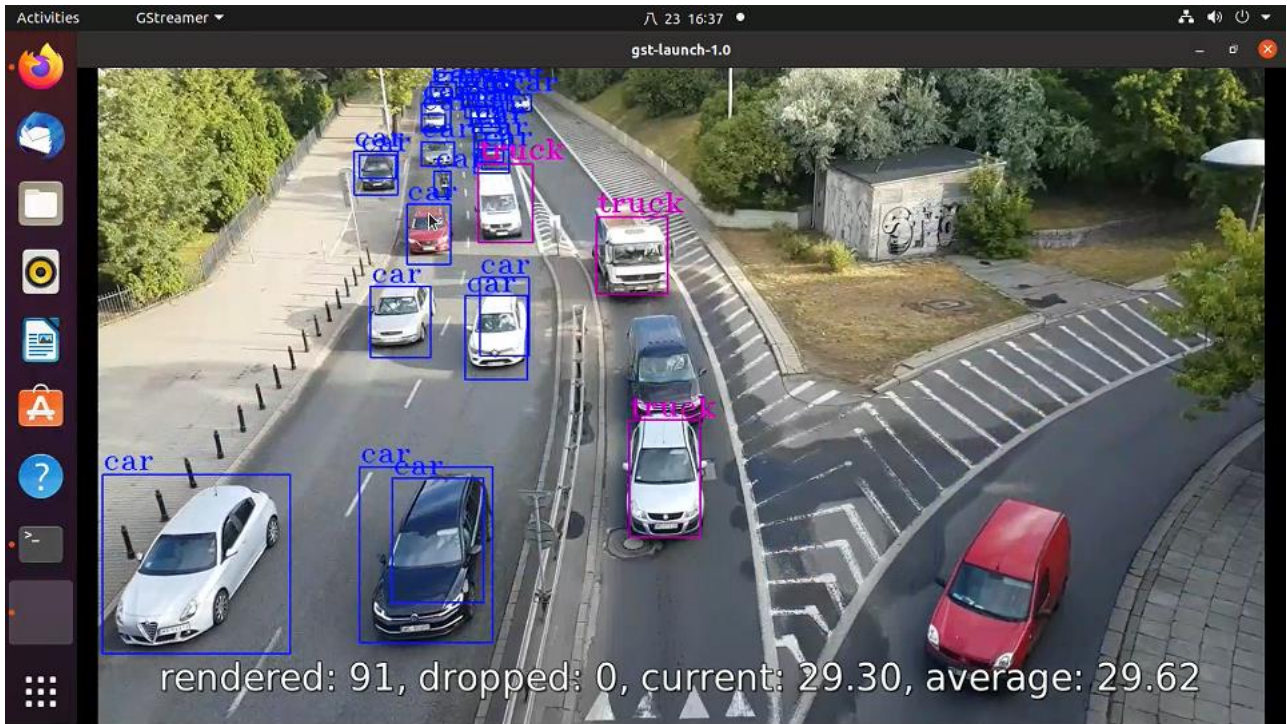 Activities
GStreamer
八 23 16:37
gst-launch-1.0
car
car
truck
car
truck
car
car
truck
car
car
car
rendered: 91, dropped: 0, current: 29.30, average: 29.62